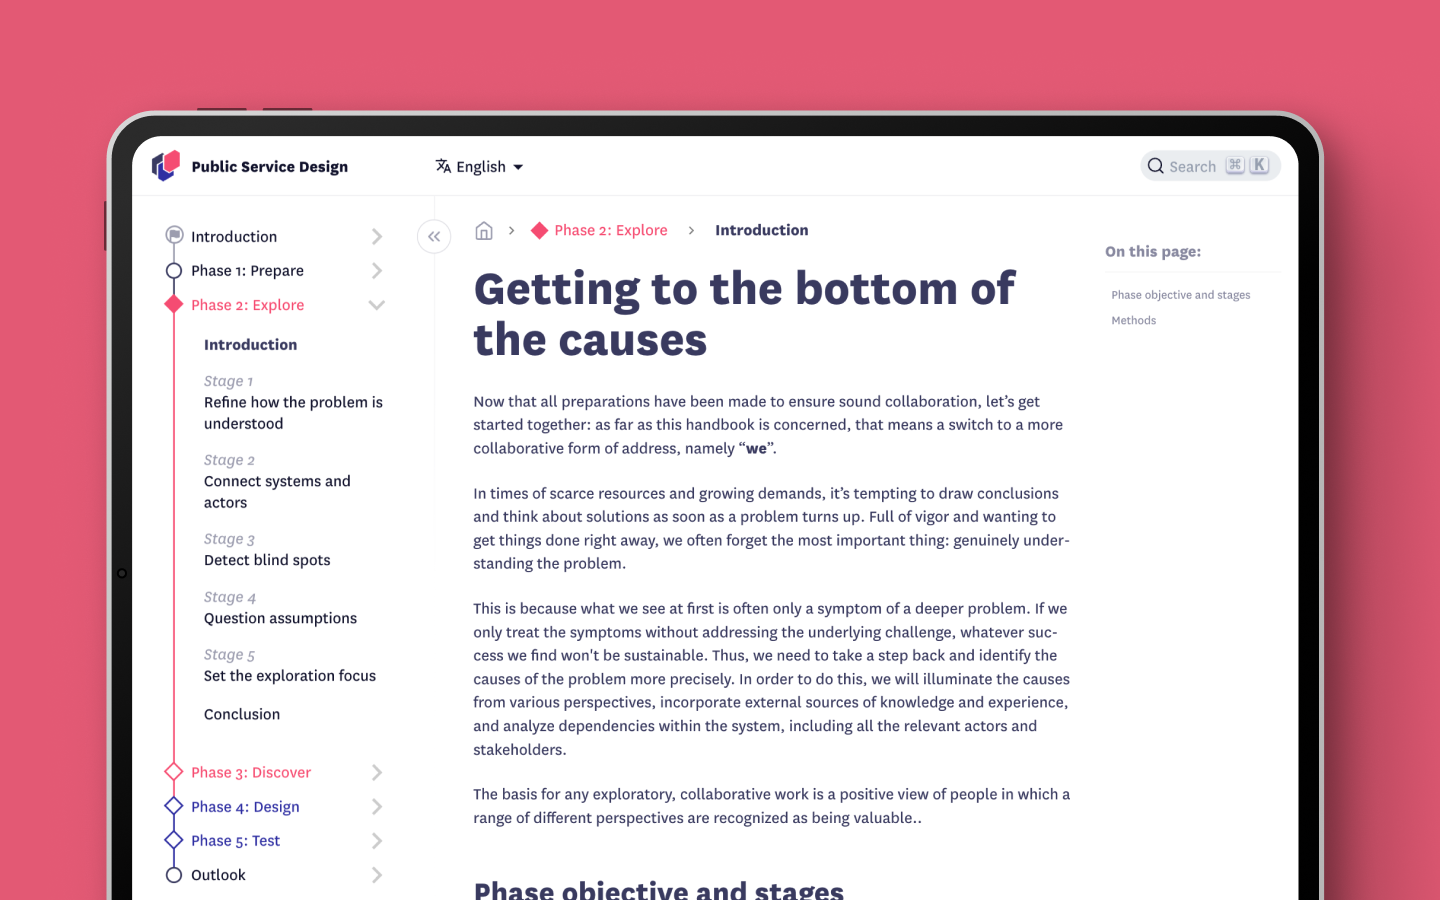 Public Service Design
English
Search ⌘ K
Introduction
Phase 1: Prepare
Phase 2: Explore
Introduction
Stage 1
Refine how the problem is
understood
Stage 2
Connect systems and
actors
Stage 3
Detect blind spots
Stage 4
Question assumptions
Stage 5
Set the exploration focus
Conclusion
Phase 3: Discover
Phase 4: Design
Phase 5: Test
Outlook
Phase 2: Explore
Introduction
Getting to the bottom of
the causes
Now that all preparations have been made to ensure sound collaboration, let’s get
started together: as far as this handbook is concerned, that means a switch to a more
collaborative form of address, namely “we”.
In times of scarce resources and growing demands, it’s tempting to draw conclusions
and think about solutions as soon as a problem turns up. Full of vigor and wanting to
get things done right away, we often forget the most important thing: genuinely under-
standing the problem.
This is because what we see at first is often only a symptom of a deeper problem. If we
only treat the symptoms without addressing the underlying challenge, whatever suc-
cess we find won't be sustainable. Thus, we need to take a step back and identify the
causes of the problem more precisely. In order to do this, we will illuminate the causes
from various perspectives, incorporate external sources of knowledge and experience,
and analyze dependencies within the system, including all the relevant actors and
stakeholders.
The basis for any exploratory, collaborative work is a positive view of people in which a
range of different perspectives are recognized as being valuable..
Phase objective and stages
On this page:
Phase objective and stages
Methods